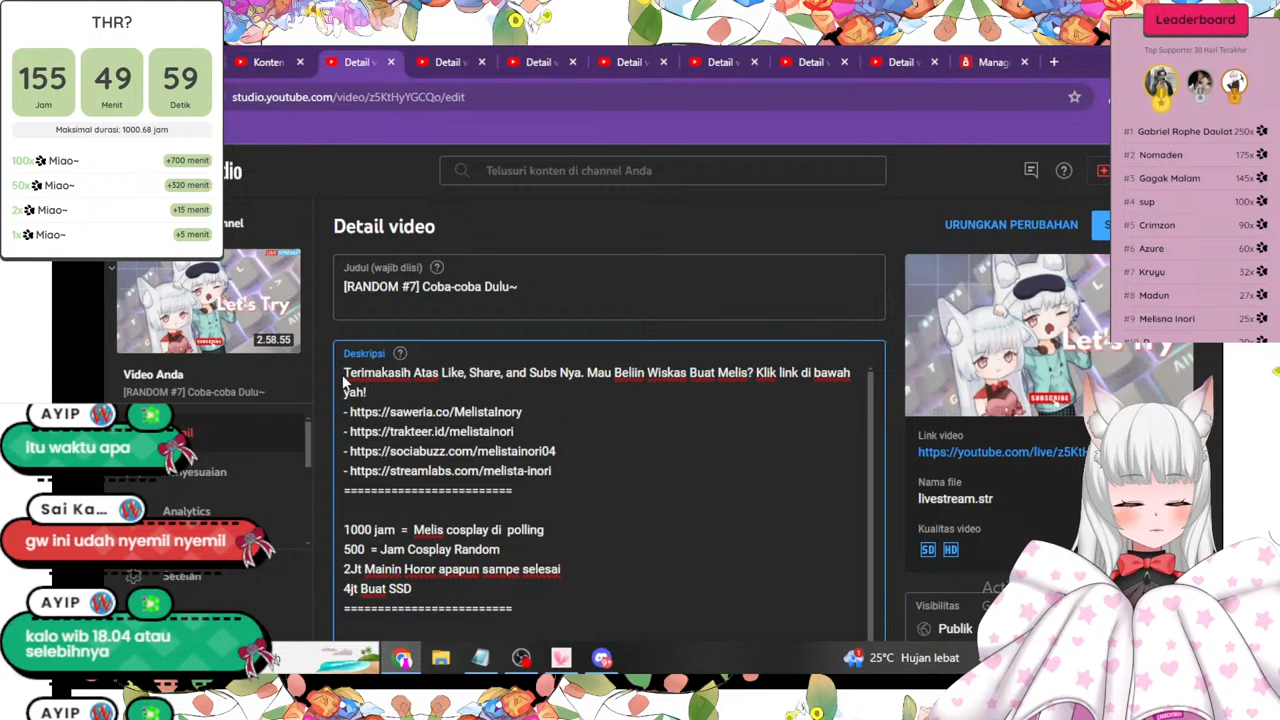 THR?
155
49
59
Jam
Menit
Detik
Maksimal durasi: 1000.68 jam
100x Miao~ +700 menit
50x Miao~ +320 menit
2x Miao~ +15 menit
1x Miao~ +5 menit
Konten
Detail
Detail
Detail
Detail
Detail
Detail
Detail
Manag
studio.youtube.com/video/z5KtHyYGCQo/edit
Telusuri konten di channel Anda
Detail video
URUNGKAN PERUBAHAN
Judul (wajib diisi)
[RANDOM #7] Coba-coba Dulu~
Deskripsi
Terimakasih Atas Like, Share, and Subs Nya. Mau Beliin Wiskas Buat Melis? Klik link di bawah
yah!
- https://saweria.co/MelistaInory
- https://trakteer.id/melistainori
- https://sociabuzz.com/melistainori04
- https://streamlabs.com/melista-inori
=========================
1000 jam = Melis cosplay di polling
500 = Jam Cosplay Random
2Jt Mainin Horor apapun sampe selesai
4jt Buat SSD
=========================
Let's Try
SUBSCRIBE
2.58.55
Video Anda
[RANDOM #7] Coba-coba Dulu~
Analytics
AYIP
itu waktu apa
Sai Ka...
gw ini udah nyemil nyemil
AYIP
kalo wib 18.04 atau
selebihnya
AYIP
SUBSCRIBE
Link video
https://youtube.com/live/z5KtH
Nama file
livestream.str
Kualitas video
SD HD
Visibilitas
Publik
25°C Hujan lebat
Leaderboard
Top Supporter 30 Hari Terakhir
#1 Gabriel Rophe Daulat 250x
#2 Nomaden 175x
#3 Gagak Malam 145x
#4 sup 100x
#5 Crimzon 90x
#6 Azure 60x
#7 Kruyu 32x
#8 Madun 27x
#9 Melisna Inori 25x